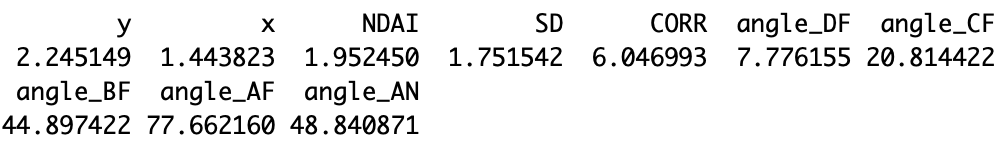 y x NDAI SD CORR angle_DF angle_CF
2.245149 1.443823 1.952450 1.751542 6.046993 7.776155 20.814422
angle_BF angle_AF angle_AN
44.897422 77.662160 48.840871